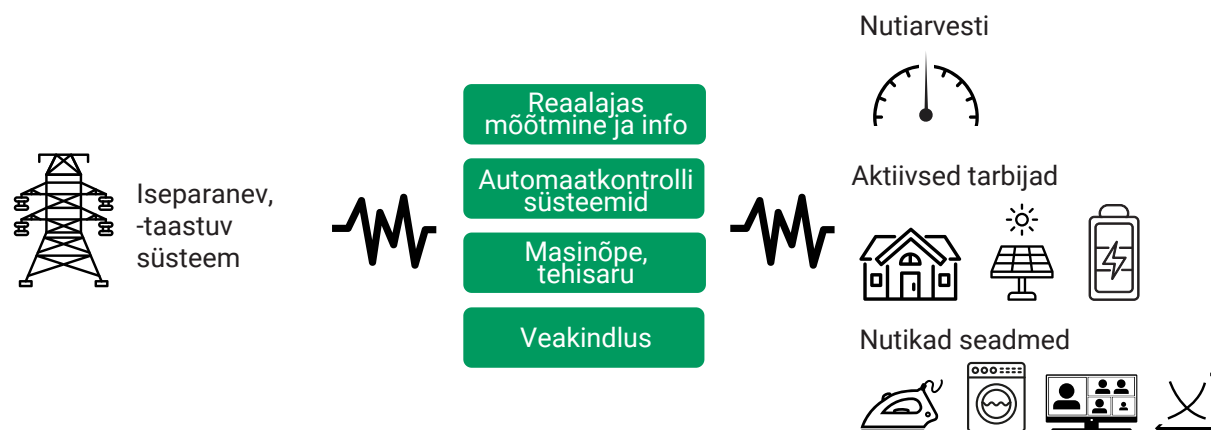 Iseparanev,
-taastuv
süsteem
Reaalajas
mõõtmine ja info
Automaatkontrolli
süsteemid
Masinõpe,
tehisaru
Veakindlus
Nutiarvesti
Aktiivsed tarbijad
Nutikad seadmed